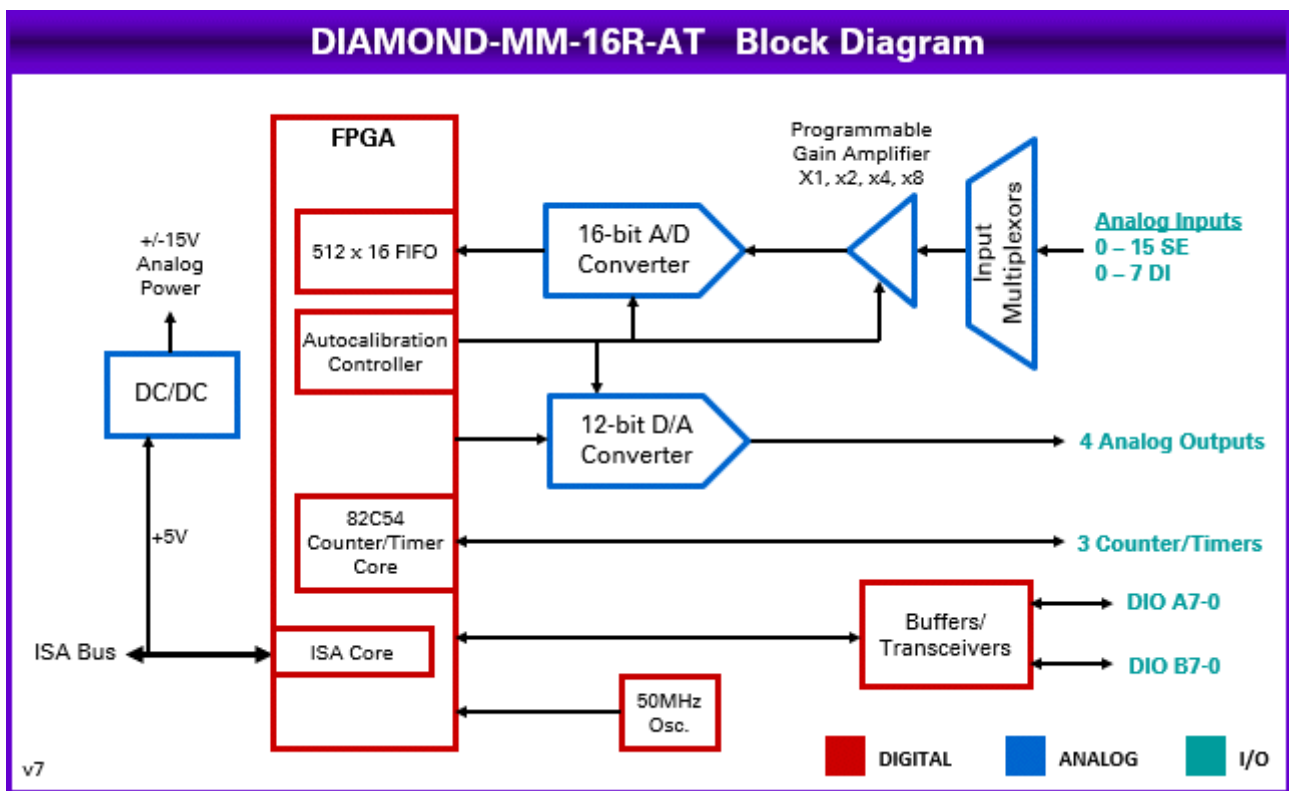 DIAMOND-MM-16R-AT Block Diagram
FPGA
Programmable
Gain Amplifier
X1, x2, x4, x8
512 x 16 FIFO
16-bit A/D
Converter
Input
Multiplexors
Analog Inputs
0 – 15 SE
0 – 7 DI
+/-15V
Analog
Power
Autocalibration
Controller
DC/DC
12-bit D/A
Converter
4 Analog Outputs
+5V
82C54
Counter/Timer
Core
3 Counter/Timers
Buffers/
Transceivers
DIO A7-0
DIO B7-0
ISA Bus
ISA Core
50MHz
Osc.
DIGITAL
ANALOG
I/O
v7